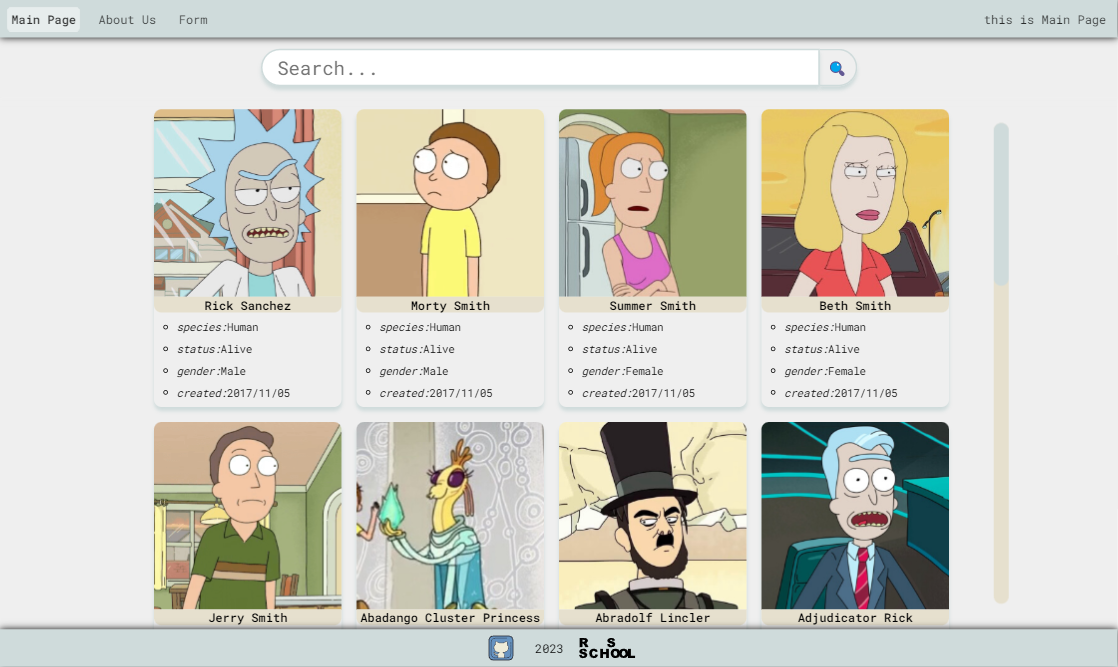 Main Page About Us Form this is Main Page
Search...
Rick Sanchez Morty Smith Summer Smith Beth Smith
species:Human species:Human species:Human species:Human
status:Alive status:Alive status:Alive status:Alive
gender:Male gender:Male gender:Female gender:Female
created:2017/11/05 created:2017/11/05 created:2017/11/05 created:2017/11/05
Jerry Smith Abadango Cluster Princess Abradolf Lincler Adjudicator Rick
2023 R S
SCHOOL